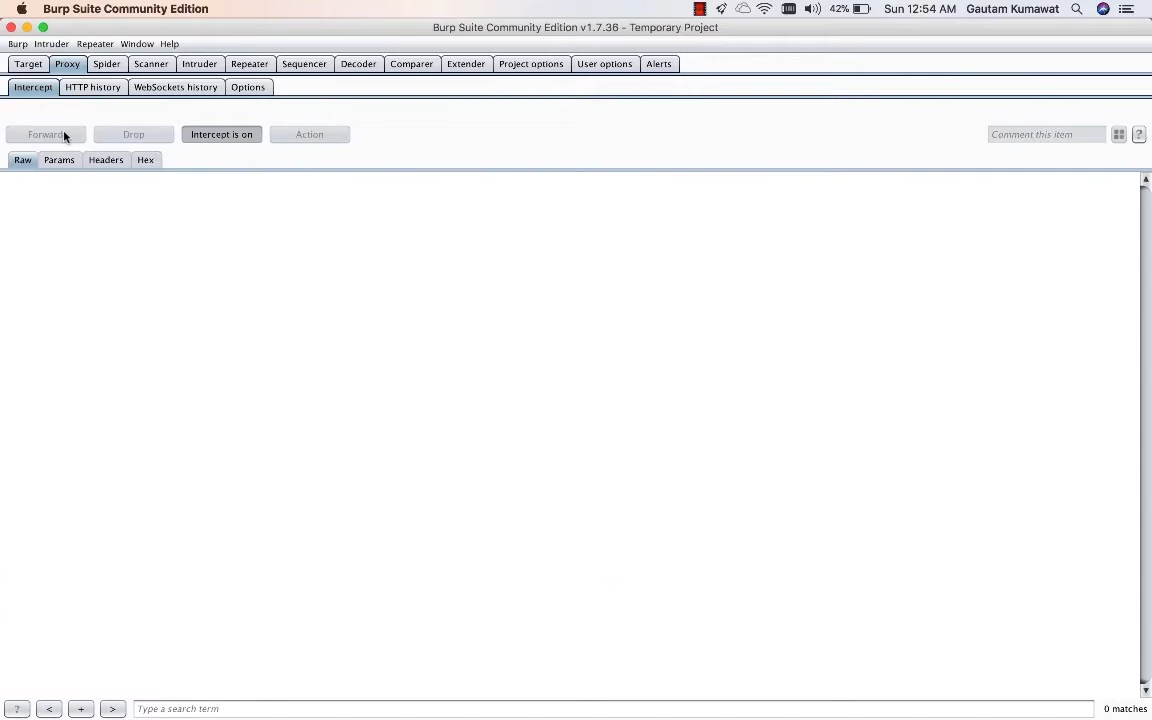 Burp Suite Community Edition 42% Sun 12:54 AM Gautam Kumawat
Burp Suite Community Edition v1.7.36 - Temporary Project
Burp Intruder Repeater Window Help
Target Proxy Spider Scanner Intruder Repeater Sequencer Decoder Comparer Extender Project options User options Alerts
Intercept HTTP history WebSockets history Options
Forward Drop Intercept is on Action Comment this item ?
Raw Params Headers Hex
? < + > Type a search term 0 matches